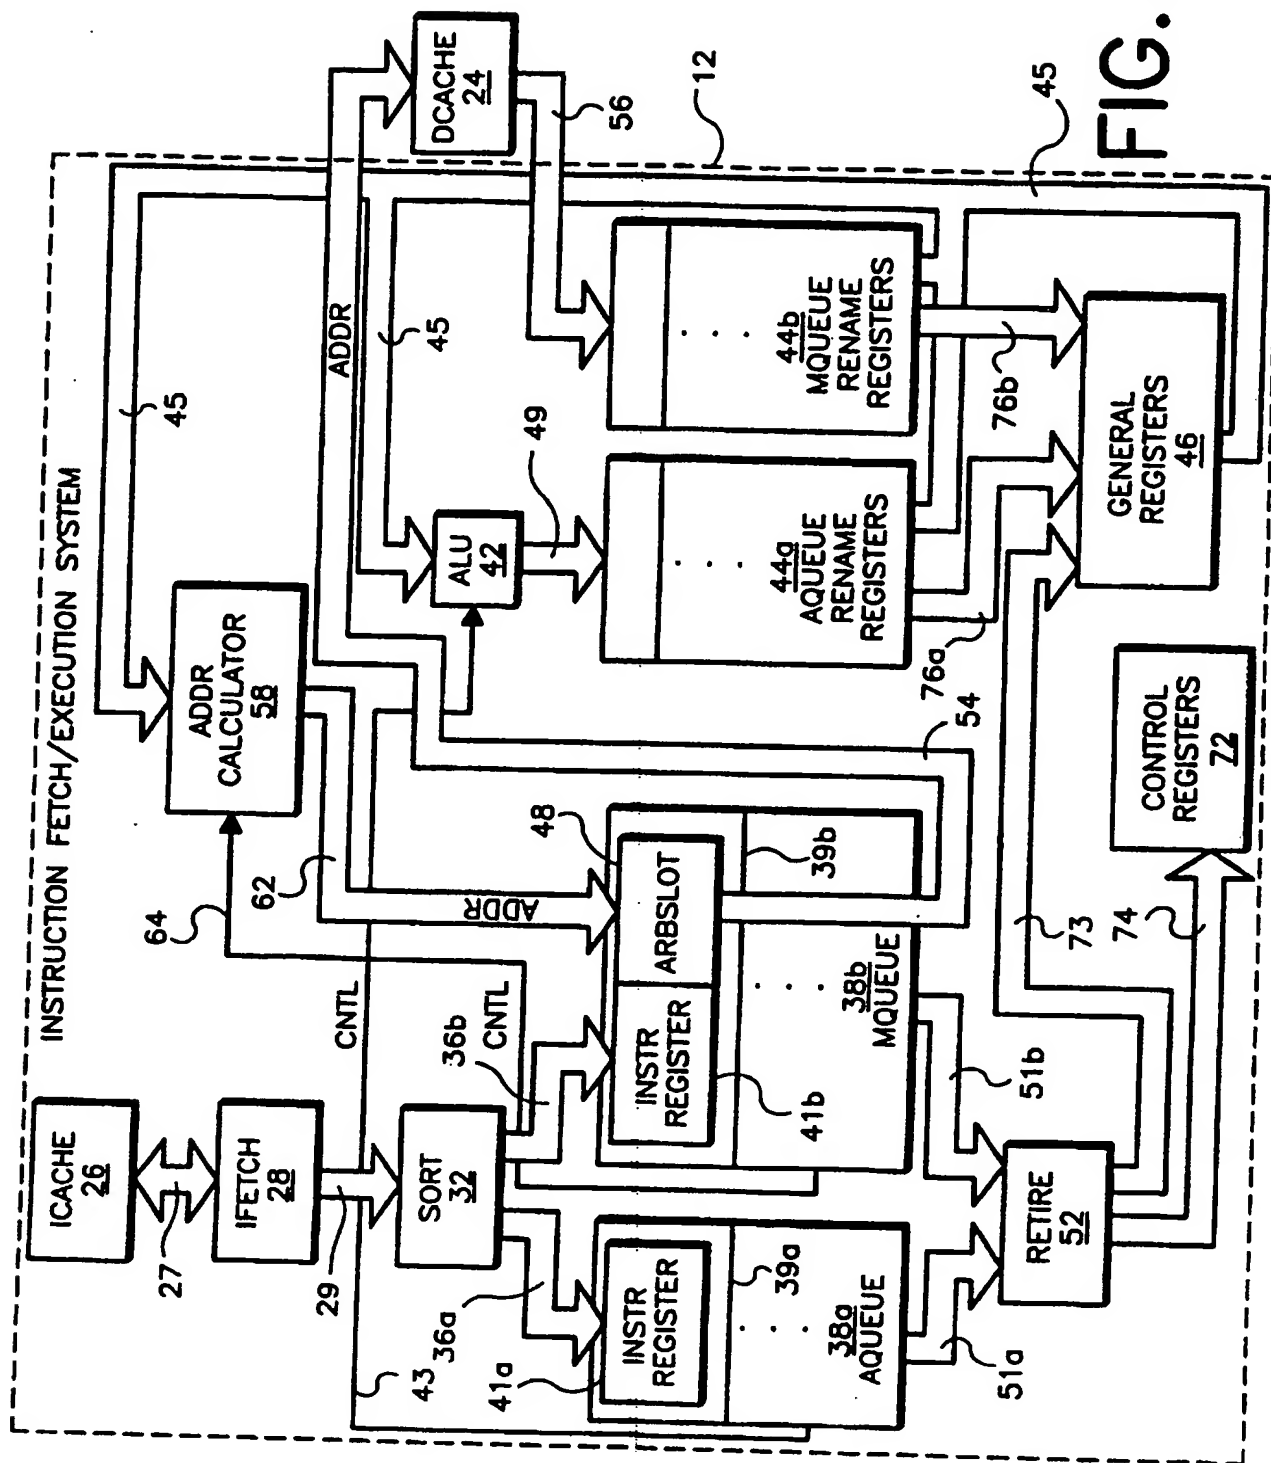 INSTRUCTION FETCH/EXECUTION SYSTEM
ICACHE
26
27
IFETCH
28
29
43
CNTL
SORT
32
36a
36b
CNTL
64
62
ADDR
CALCULATOR
58
45
ADDR
45
DCACHE
24
56
12
ADDR
41a
INSTR
REGISTER
39a
38a
AQUEUE
INSTR
REGISTER
ARBSLOT
48
39b
41b
38b
MQUEUE
ALU
42
49
44a
AQUEUE
RENAME
REGISTERS
44b
MQUEUE
RENAME
REGISTERS
51a
51b
RETIRE
52
54
73
74
76a
76b
CONTROL
REGISTERS
72
GENERAL
REGISTERS
46
45
FIG.